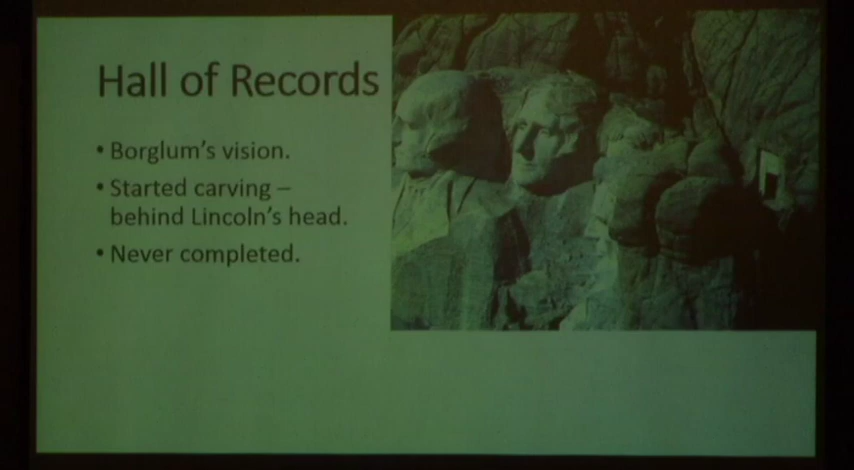 Hall of Records
• Borglum's vision.
• Started carving –
behind Lincoln's head.
• Never completed.